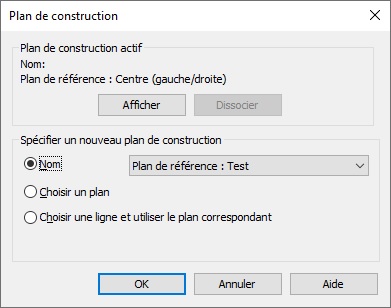 Plan de construction
Plan de construction actif
Nom:
Plan de référence : Centre (gauche/droite)
Afficher Dissocier
Spécifier un nouveau plan de construction
Nom Plan de référence : Test
Choisir un plan
Choisir une ligne et utiliser le plan correspondant
OK Annuler Aide